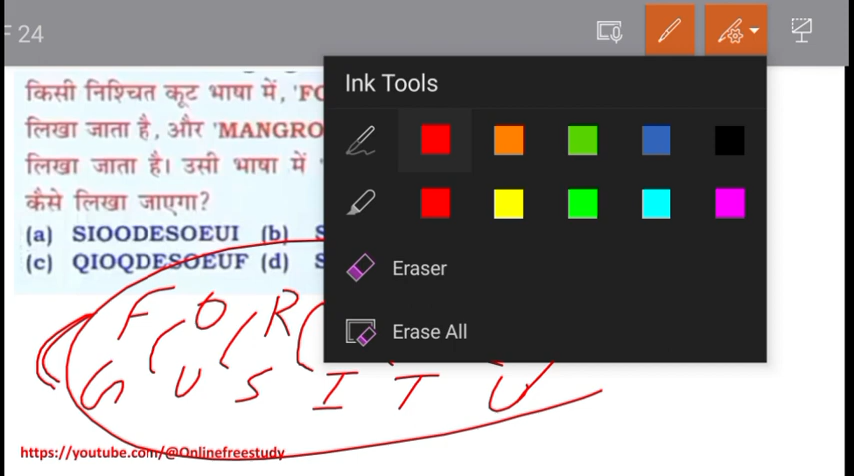 F 24
Ink Tools
किसी निश्चित कूट भाषा में, 'FO
लिखा जाता है, और 'MANGRO
लिखा जाता है। उसी भाषा में '
कैसे लिखा जाएगा?
(a) SIOODESOEUI (b) S
(c) QIOQDESOEUF (d) S
Eraser
Erase All
F O R
G U S I T U
https://youtube.com/@Onlinefreestudy